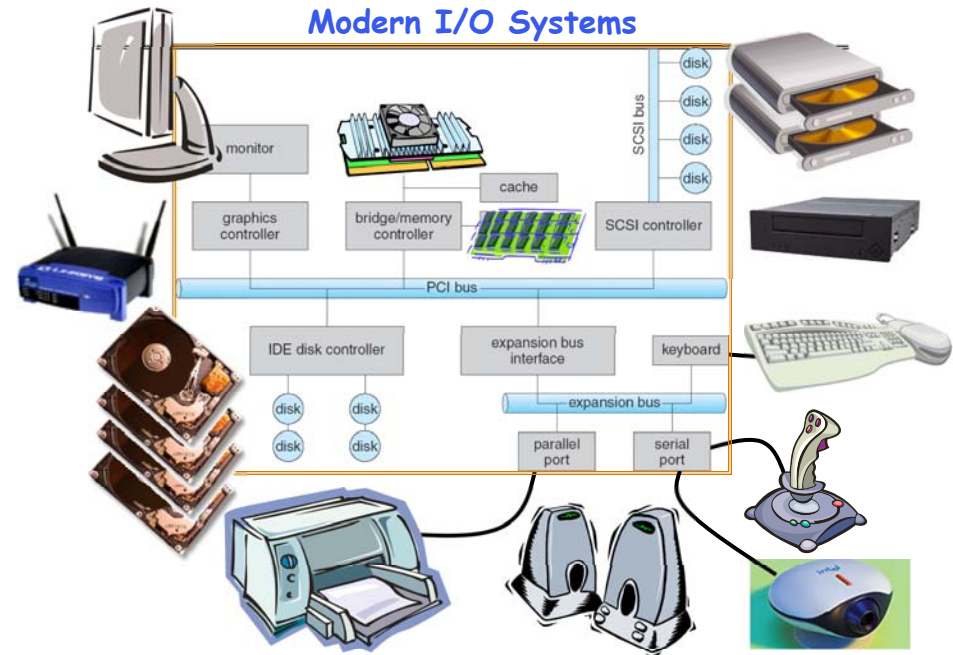 Modern I/O Systems
monitor
graphics
controller
bridge/memory
controller
cache
SCSI bus
disk
disk
disk
disk
SCSI controller
PCI bus
IDE disk controller
disk
disk
disk
disk
expansion bus
interface
keyboard
expansion bus
parallel
port
serial
port
intel